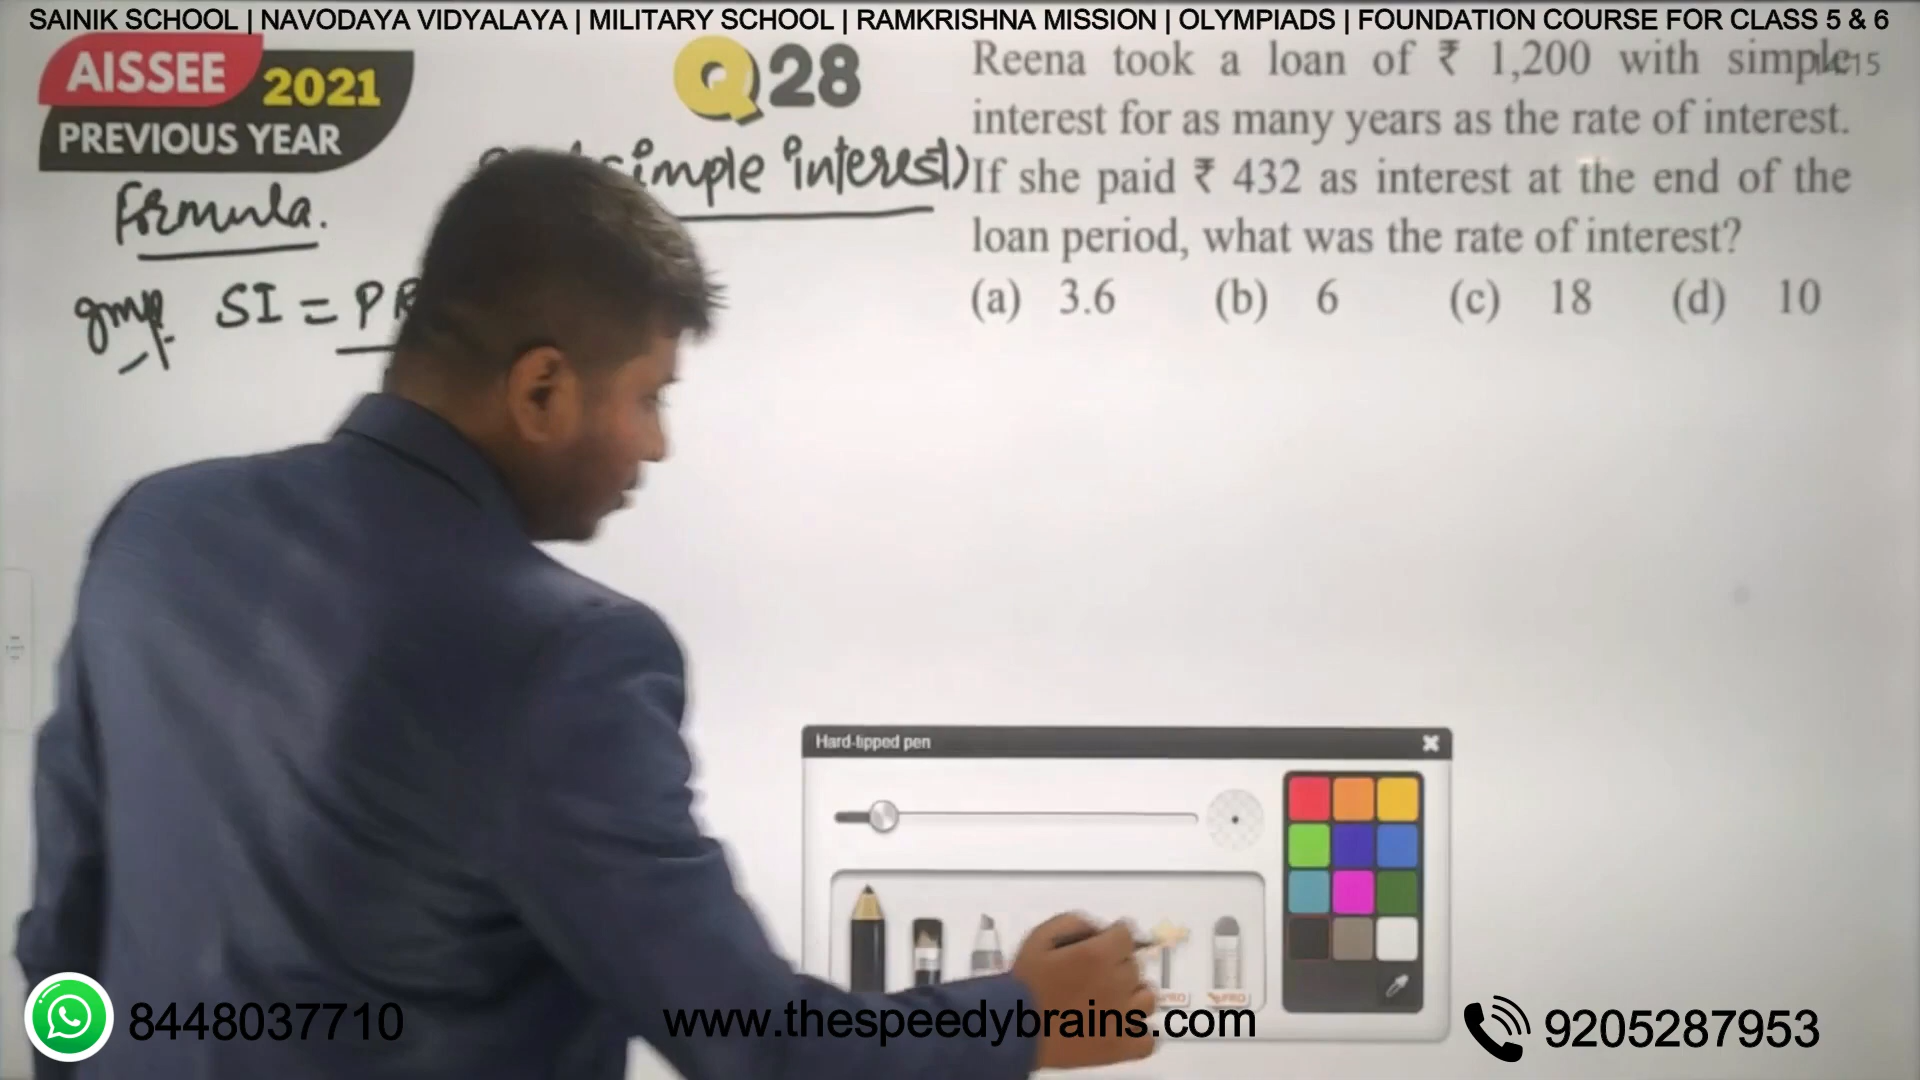 SAINIK SCHOOL | NAVODAYA VIDYALAYA | MILITARY SCHOOL | RAMKRISHNA MISSION | OLYMPIADS | FOUNDATION COURSE FOR CLASS 5 & 6
AISSEE 2021
PREVIOUS YEAR
Q 28
simple interest)
Formula.
SI = PR
Reena took a loan of ₹ 1,200 with simple
interest for as many years as the rate of interest.
If she paid ₹ 432 as interest at the end of the
loan period, what was the rate of interest?
(a) 3.6 (b) 6 (c) 18 (d) 10
Hard-tipped pen
8448037710
www.thespeedybrains.com
9205287953